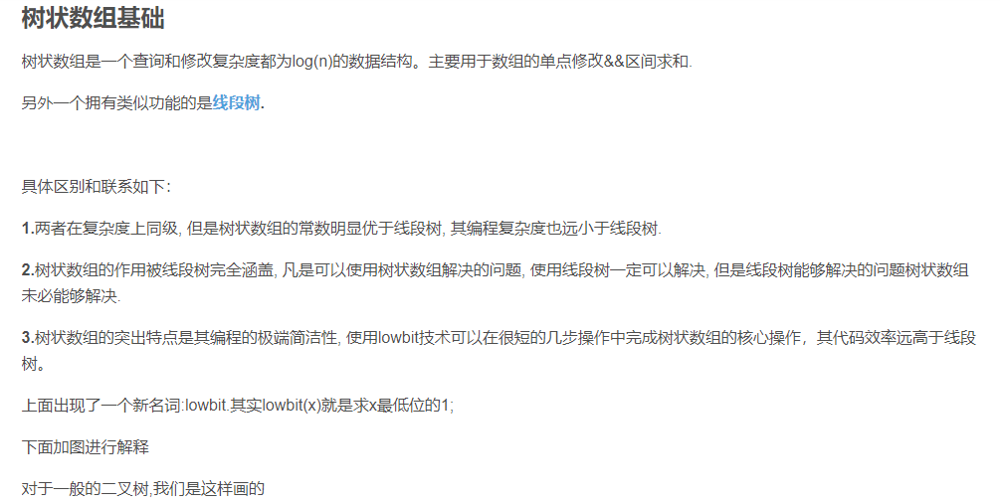 树状数组基础
树状数组是一个查询和修改复杂度都为log(n)的数据结构。主要用于数组的单点修改&&区间求和.
另外一个拥有类似功能的是线段树.
具体区别和联系如下：
1.两者在复杂度上同级, 但是树状数组的常数明显优于线段树, 其编程复杂度也远小于线段树.
2.树状数组的作用被线段树完全涵盖, 凡是可以使用树状数组解决的问题, 使用线段树一定可以解决, 但是线段树能够解决的问题树状数组
未必能够解决.
3.树状数组的突出特点是其编程的极端简洁性, 使用lowbit技术可以在很短的几步操作中完成树状数组的核心操作，其代码效率远高于线段
树。
上面出现了一个新名词:lowbit.其实lowbit(x)就是求x最低位的1;
下面加图进行解释
对于一般的二叉树,我们是这样画的